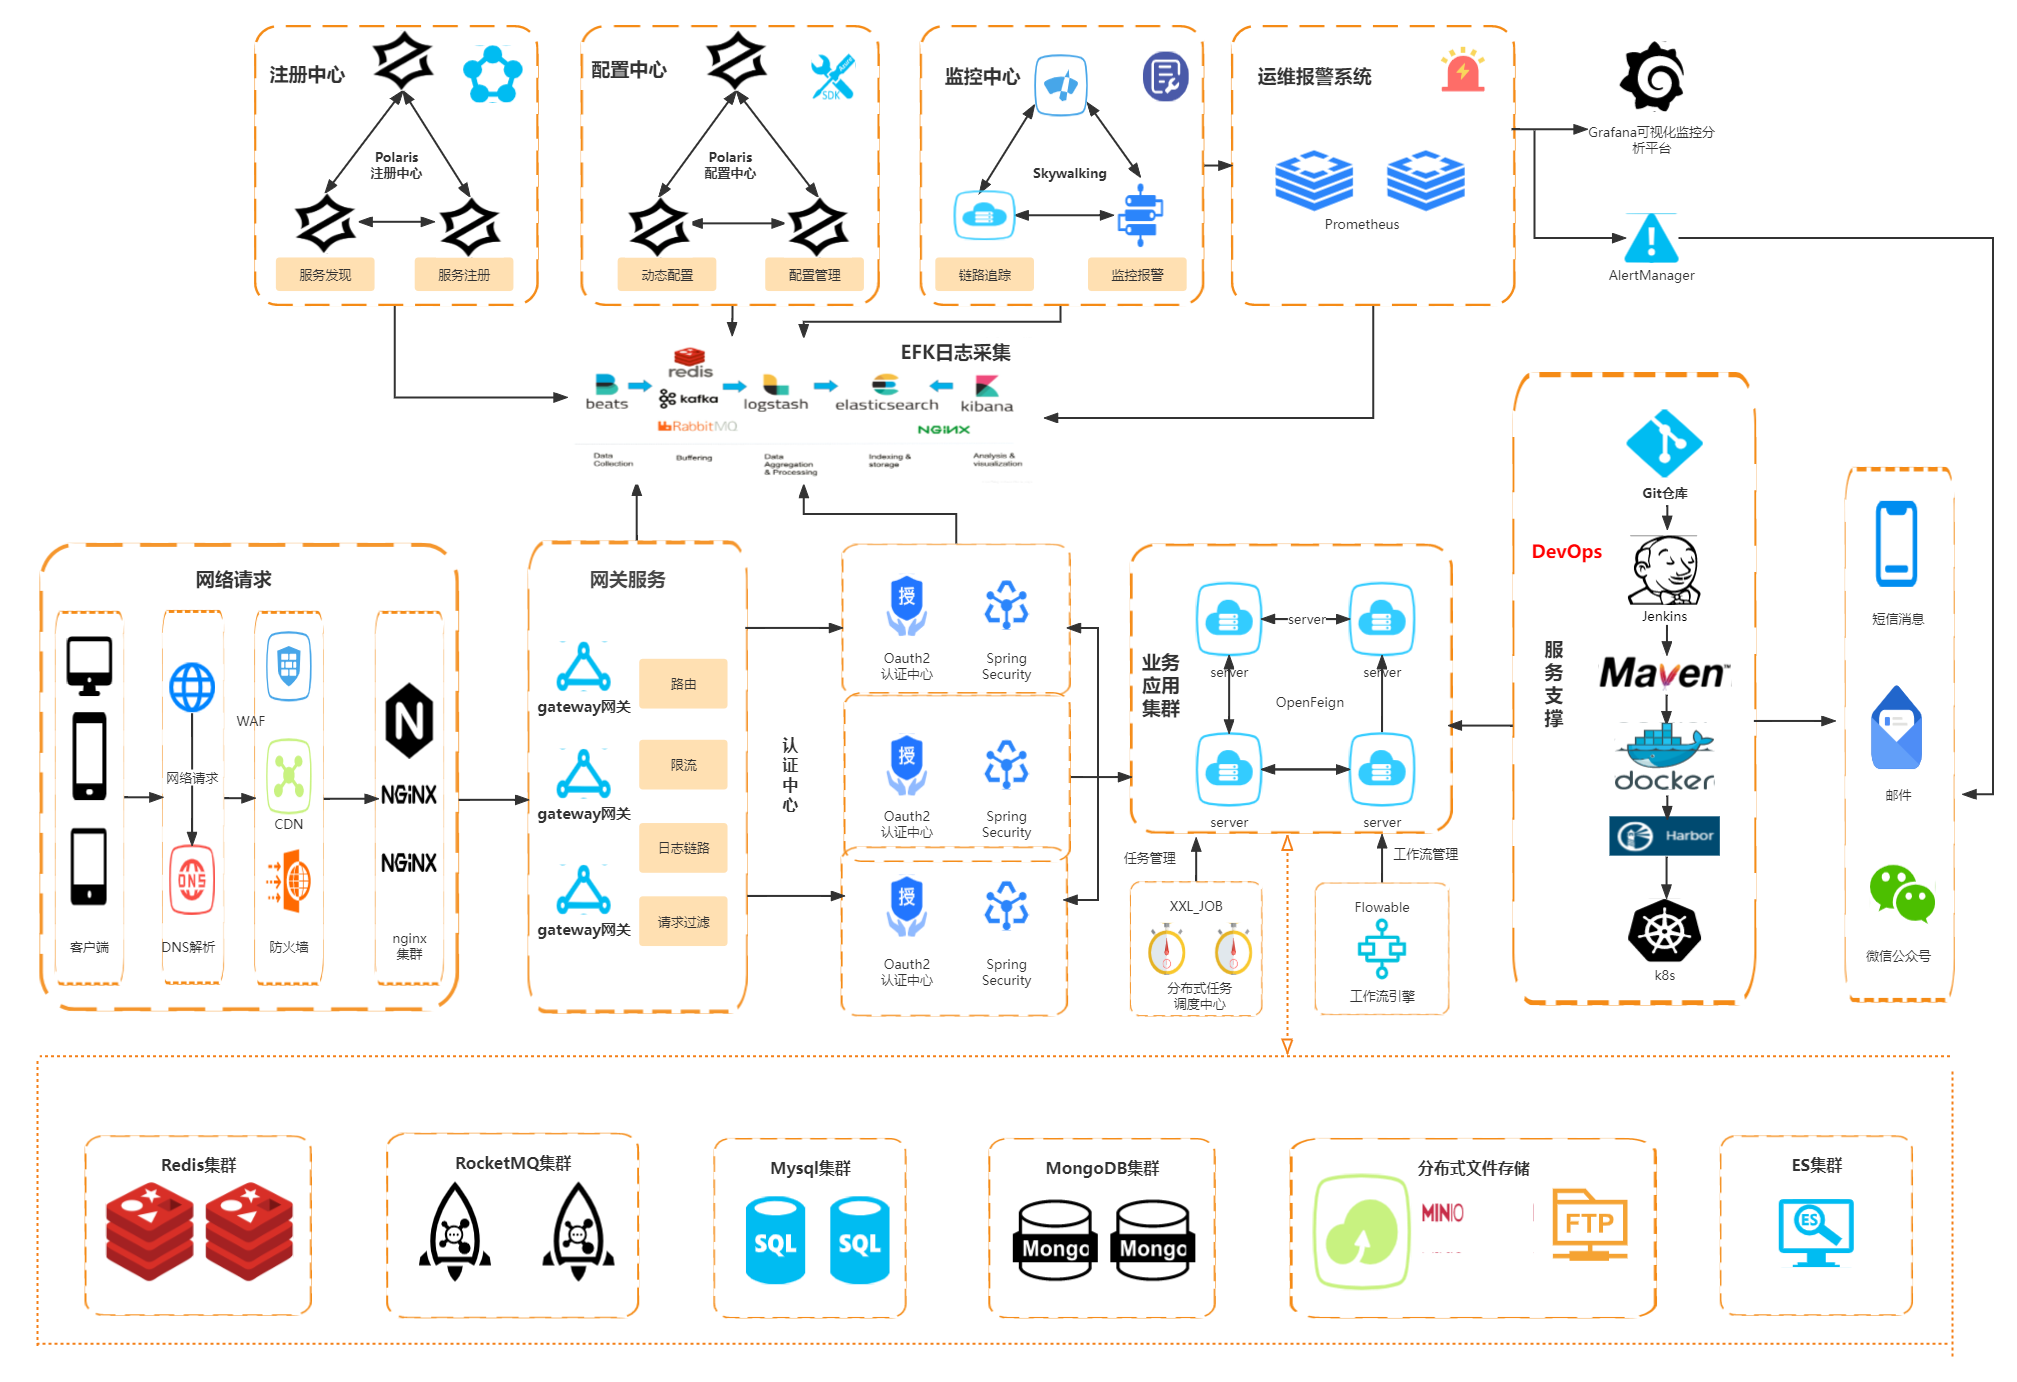 注册中心
Polaris
注册中心
服务发现
服务注册
配置中心
SDK
Polaris
配置中心
动态配置
配置管理
监控中心
Skywalking
链路追踪
监控报警
运维报警系统
Prometheus
Grafana可视化监控分
析平台
AlertManager
EFK日志采集
redis
beats
kafka
logstash
elasticsearch
kibana
RabbitMQ
NGINX
Data
Collection
Buffering
Data
Aggregation
& Processing
Indexing &
storage
Analysis &
visualization
网络请求
客户端
网络请求
DNS
DNS解析
WAF
CDN
防火墙
N
NGINX
NGINX
nginx
集群
网关服务
gateway网关
gateway网关
gateway网关
路由
限流
日志链路
请求过滤
认
证
中
心
授
Oauth2
认证中心
Spring
Security
授
Oauth2
认证中心
Spring
Security
授
Oauth2
认证中心
Spring
Security
业务
应用
集群
server
server
server
OpenFeign
server
server
任务管理
工作流管理
XXL_JOB
分布式任务
调度中心
Flowable
工作流引擎
DevOps
服
务
支
撑
Git仓库
Jenkins
Maven™
docker
Harbor
k8s
短信消息
邮件
微信公众号
Redis集群
RocketMQ集群
Mysql集群
SQL
SQL
MongoDB集群
Mongo
Mongo
分布式文件存储
MINIO
FTP
ES集群
ES